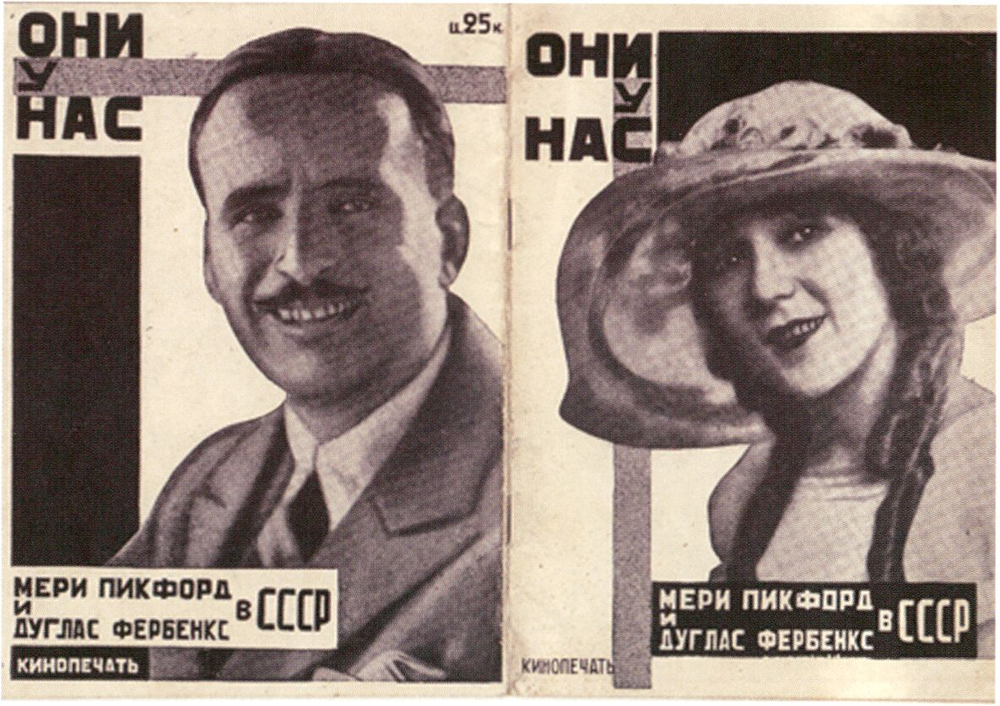 ОНИ
У
НАС
ц.25к.
МЕРИ ПИКФОРД
И
ДУГЛАС ФЕРБЕНКС
В СССР
КИНОПЕЧАТЬ
ОНИ
У
НАС
МЕРИ ПИКФОРД
И
ДУГЛАС ФЕРБЕНКС
В СССР
КИНОПЕЧАТЬ